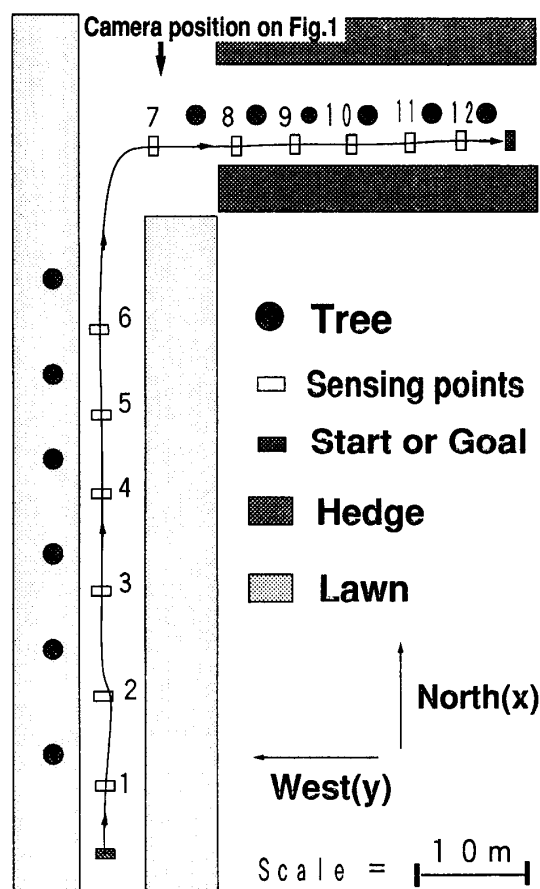 Camera position on Fig.1
7 8 9 10 11 12
6
5
4
3
2
1
Tree
Sensing points
Start or Goal
Hedge
Lawn
North(x)
West(y)
Scale = 10m